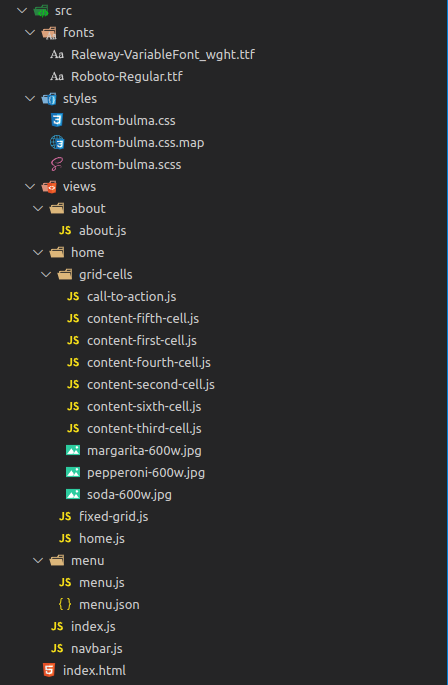 src
fonts
Aa Raleway-VariableFont_wght.ttf
Aa Roboto-Regular.ttf
styles
custom-bulma.css
custom-bulma.css.map
custom-bulma.scss
views
about
JS about.js
home
grid-cells
JS call-to-action.js
JS content-fifth-cell.js
JS content-first-cell.js
JS content-fourth-cell.js
JS content-second-cell.js
JS content-sixth-cell.js
JS content-third-cell.js
margarita-600w.jpg
pepperoni-600w.jpg
soda-600w.jpg
JS fixed-grid.js
JS home.js
menu
JS menu.js
{ } menu.json
JS index.js
JS navbar.js
index.html